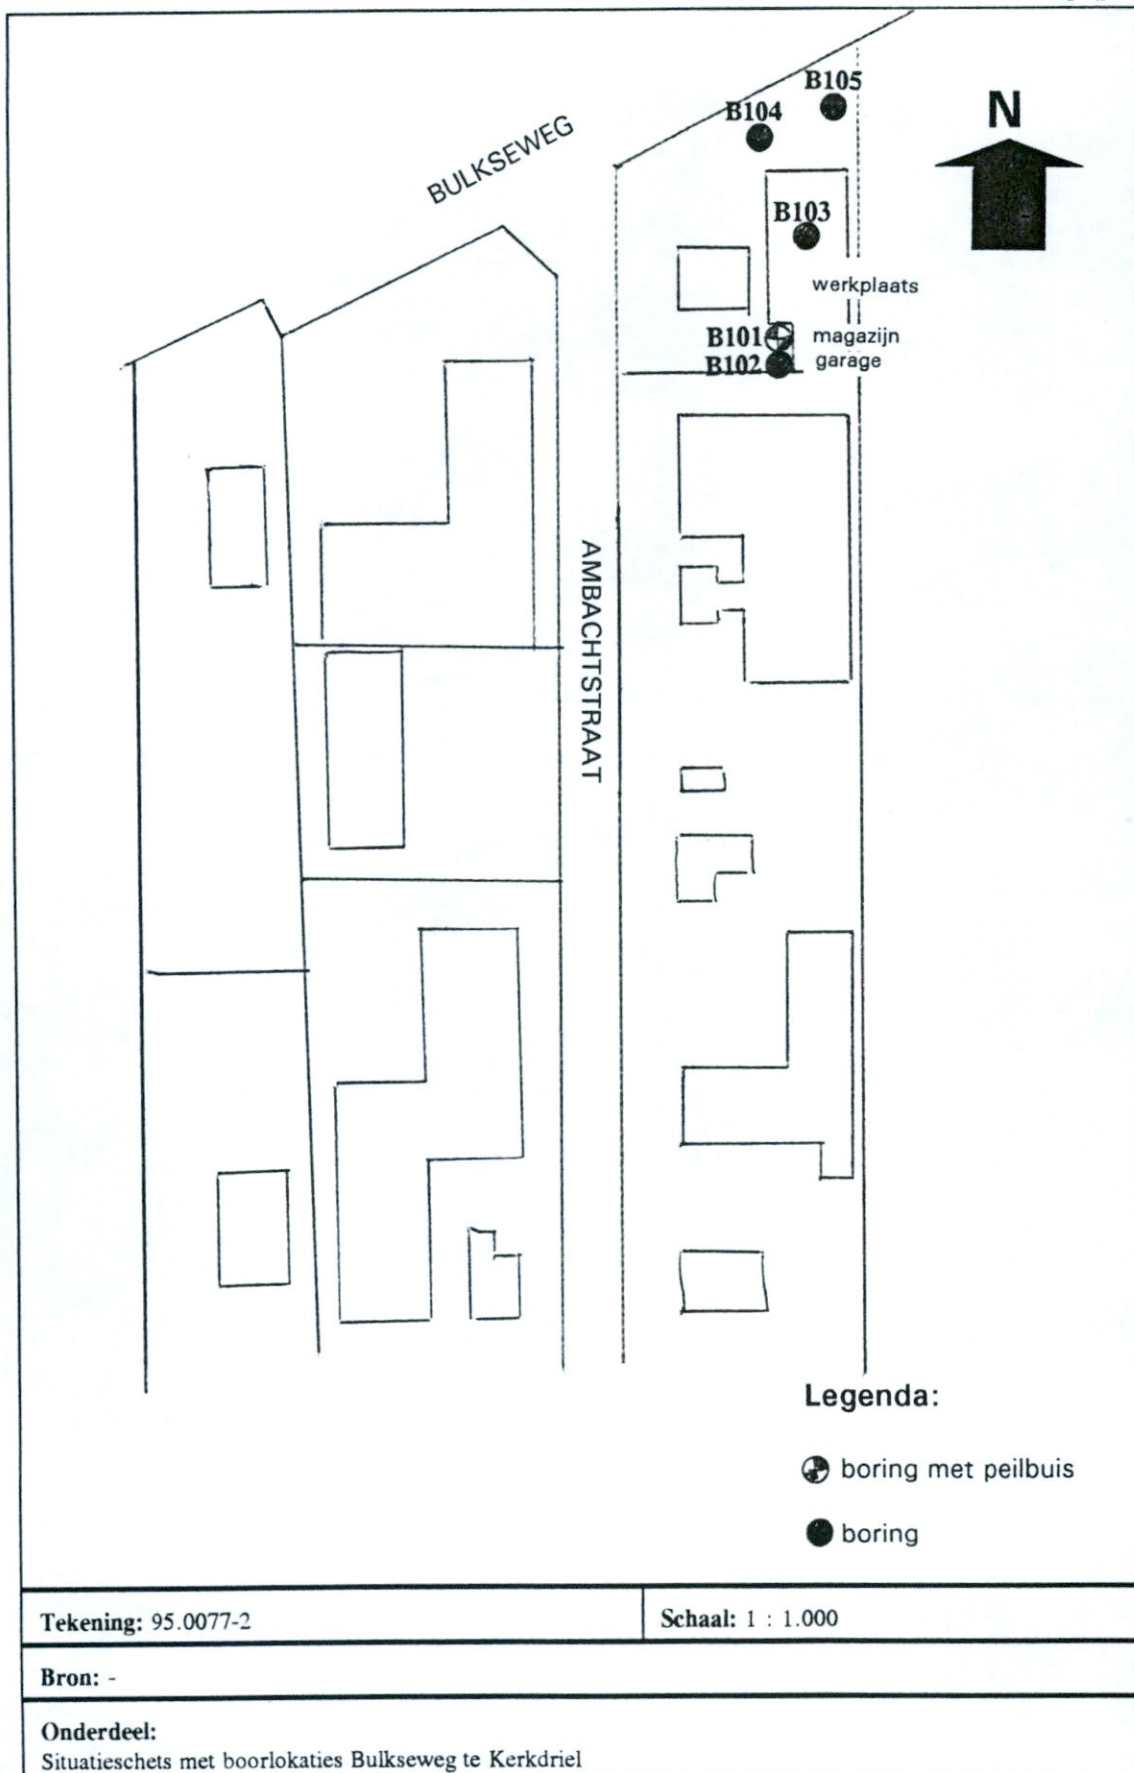 B105
B104
N
BULKSEWEG
B103
werkplaats
B101
magazijn
B102
garage
AMBACHTSTRAAT
Legenda:
boring met peilbuis
boring
Tekening: 95.0077-2
Schaal: 1 : 1.000
Bron: -
Onderdeel:
Situatieschets met boorlokaties Bulkseweg te Kerkdriel